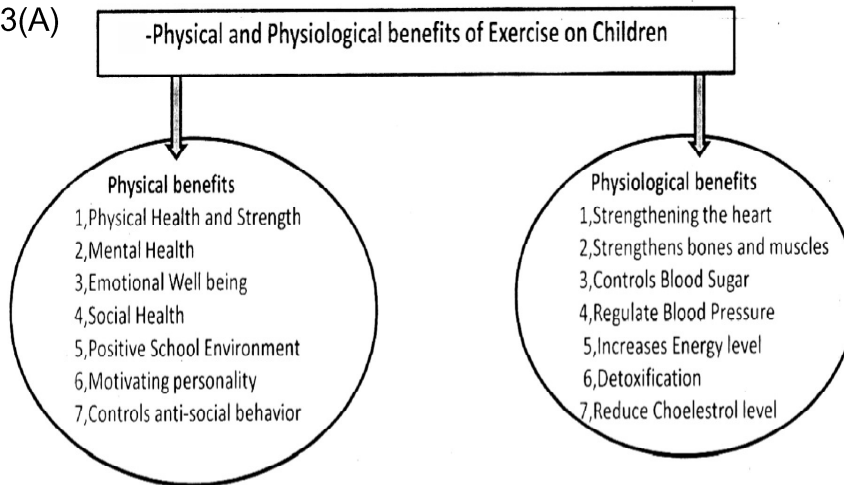 3(A)
-Physical and Physiological benefits of Exercise on Children
Physical benefits
1,Physical Health and Strength
2,Mental Health
3,Emotional Well being
4,Social Health
5,Positive School Environment
6,Motivating personality
7,Controls anti-social behavior
Physiological benefits
1,Strengthening the heart
2,Strengthens bones and muscles
3,Controls Blood Sugar
4,Regulate Blood Pressure
5,Increases Energy level
6,Detoxification
7,Reduce Choelestrol level